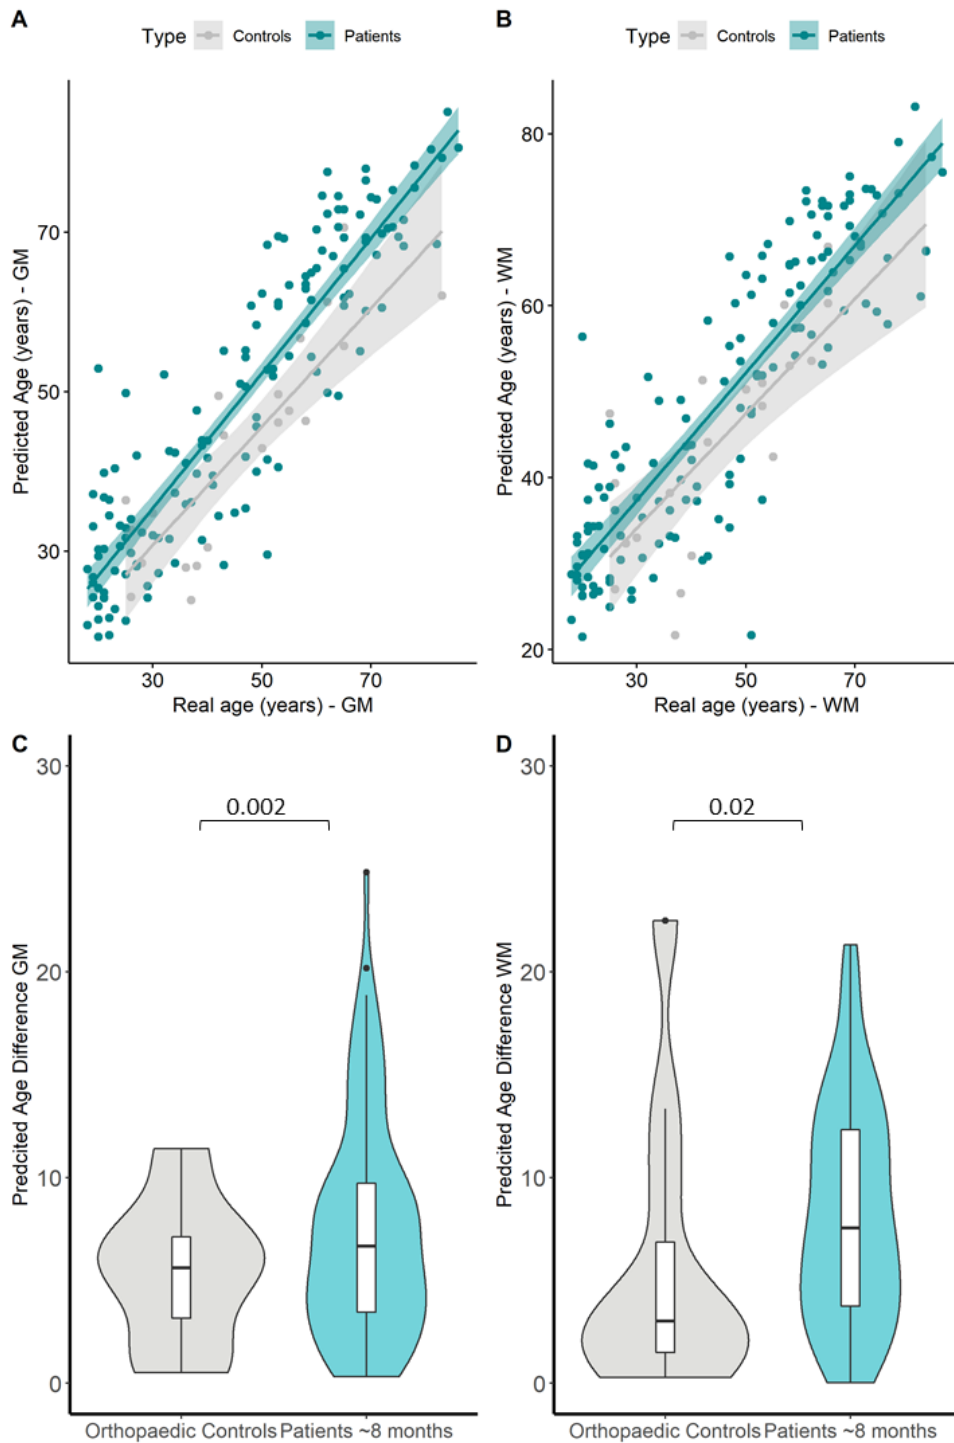 A
Type Controls Patients
Predicted Age (years) - GM
70
50
30
30 50 70
Real age (years) - GM
B
Type Controls Patients
Predicted Age (years) - WM
80
60
40
20
30 50 70
Real age (years) - WM
C
Predcited Age Difference GM
30
20
10
0
0.002
Orthopaedic Controls Patients ~8 months
D
Predcited Age Difference WM
30
20
10
0
0.02
Orthopaedic Controls Patients ~8 months